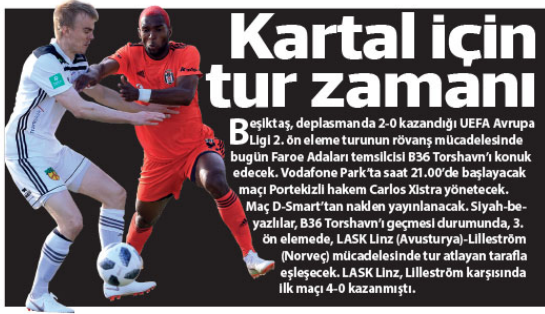 Kartal için
tur zamanı
Beşiktaş, deplasmanda 2-0 kazandığı UEFA Avrupa
Ligi 2. ön eleme turunun rövanş mücadelesinde
bugün Faroe Adaları temsilcisi B36 Torshavn'ı konuk
edecek. Vodafone Park'ta saat 21.00'de başlayacak
maçı Portekizli hakem Carlos Xistra yönetecek.
Maç D-Smart'tan naklen yayınlanacak. Siyah-be-
yazlılar, B36 Torshavn'ı geçmesi durumunda, 3.
ön elemede, LASK Linz (Avusturya)-Lilleström
(Norveç) mücadelesinde tur atlayan tarafla
eşleşecek. LASK Linz, Lilleström karşısında
ilk maçı 4-0 kazanmıştı.